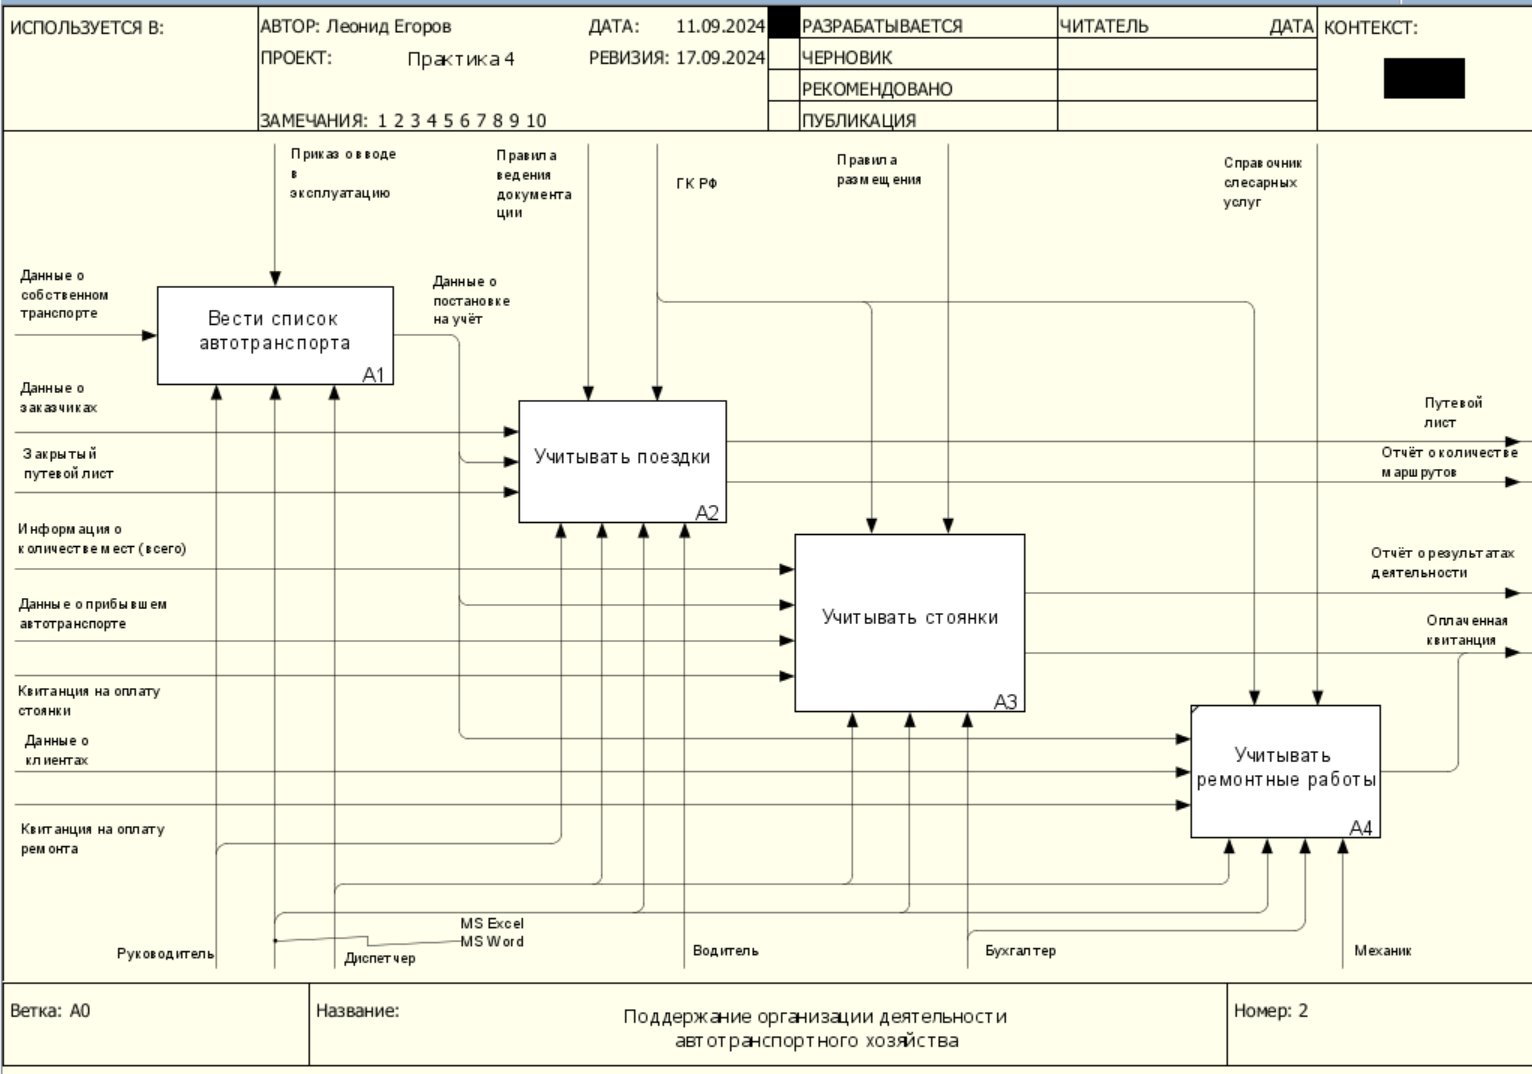 ИСПОЛЬЗУЕТСЯ В:
АВТОР: Леонид Егоров
ДАТА: 11.09.2024
РАЗРАБАТЫВАЕТСЯ
ЧИТАТЕЛЬ
ДАТА
КОНТЕКСТ:
ПРОЕКТ: Практика 4
РЕВИЗИЯ: 17.09.2024
ЧЕРНОВИК
РЕКОМЕНДОВАНО
ЗАМЕЧАНИЯ: 1 2 3 4 5 6 7 8 9 10
ПУБЛИКАЦИЯ
Приказ о вводе
в
эксплуатацию
Правила
ведения
документа
ции
ГК РФ
Правила
размещения
Справочник
слесарных
услуг
Данные о
собственном
транспорте
Вести список
автотранспорта
A1
Данные о
постановке
на учёт
Данные о
заказчиках
Закрытый
путевой лист
Учитывать поездки
A2
Путевой
лист
Отчёт о количестве
маршрутов
Информация о
количестве мест (всего)
Данные о прибывшем
автотранспорте
Учитывать стоянки
A3
Отчёт о результатах
деятельности
Оплаченная
квитанция
Квитанция на оплату
стоянки
Данные о
клиентах
Учитывать
ремонтные работы
A4
Квитанция на оплату
ремонта
Руководитель
MS Excel
MS Word
Диспетчер
Водитель
Бухгалтер
Механик
Ветка: A0
Название:
Поддержание организации деятельности
автотранспортного хозяйства
Номер: 2